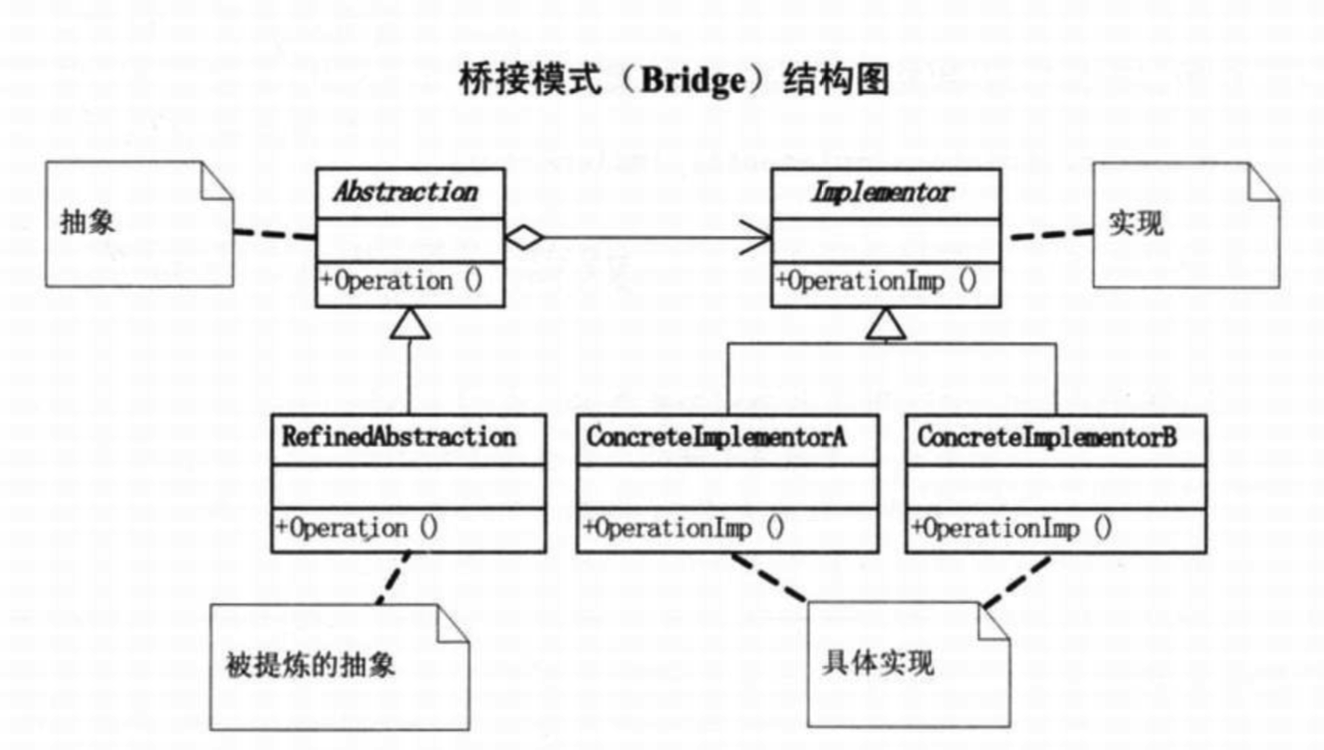 桥接模式（Bridge）结构图
抽象
Abstraction
+Operation ()
Implementor
+OperationImp ()
实现
RefinedAbstraction
+Operation ()
ConcreteImplementorA
+OperationImp ()
ConcreteImplementorB
+OperationImp ()
被提炼的抽象
具体实现